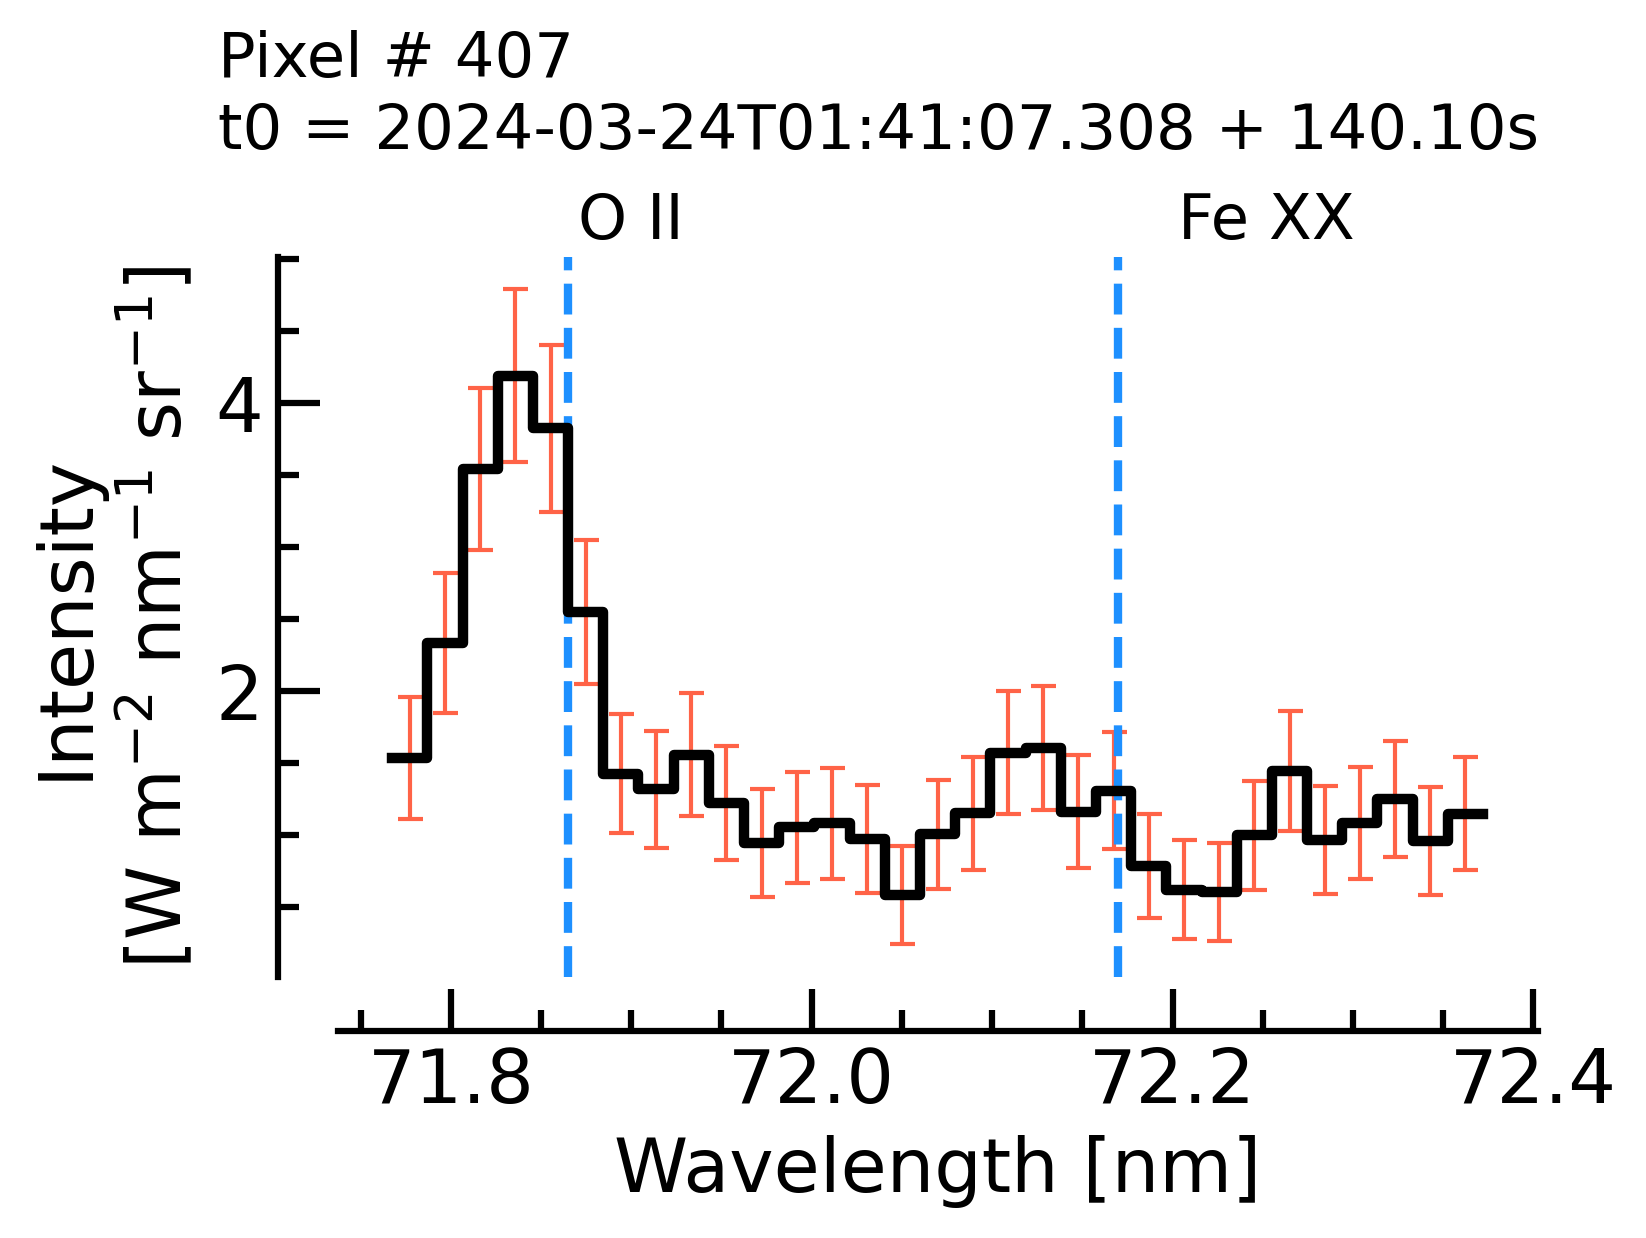 Pixel # 407
t0 = 2024-03-24T01:41:07.308 + 140.10s
O II
Fe XX
Intensity
[W m⁻² nm⁻¹ sr⁻¹]
4
2
71.8 72.0 72.2 72.4
Wavelength [nm]